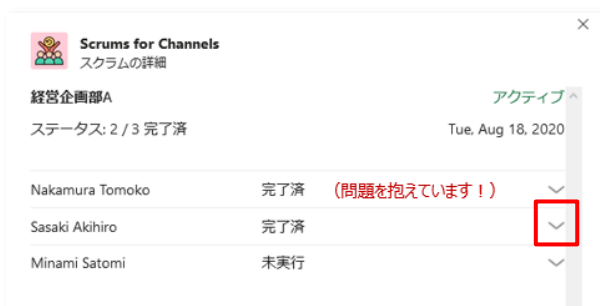 Scrums for Channels
スクラムの詳細
経営企画部A アクティブ
ステータス: 2 / 3 完了済 Tue, Aug 18, 2020
Nakamura Tomoko 完了済 （問題を抱えています！）
Sasaki Akihiro 完了済
Minami Satomi 未実行